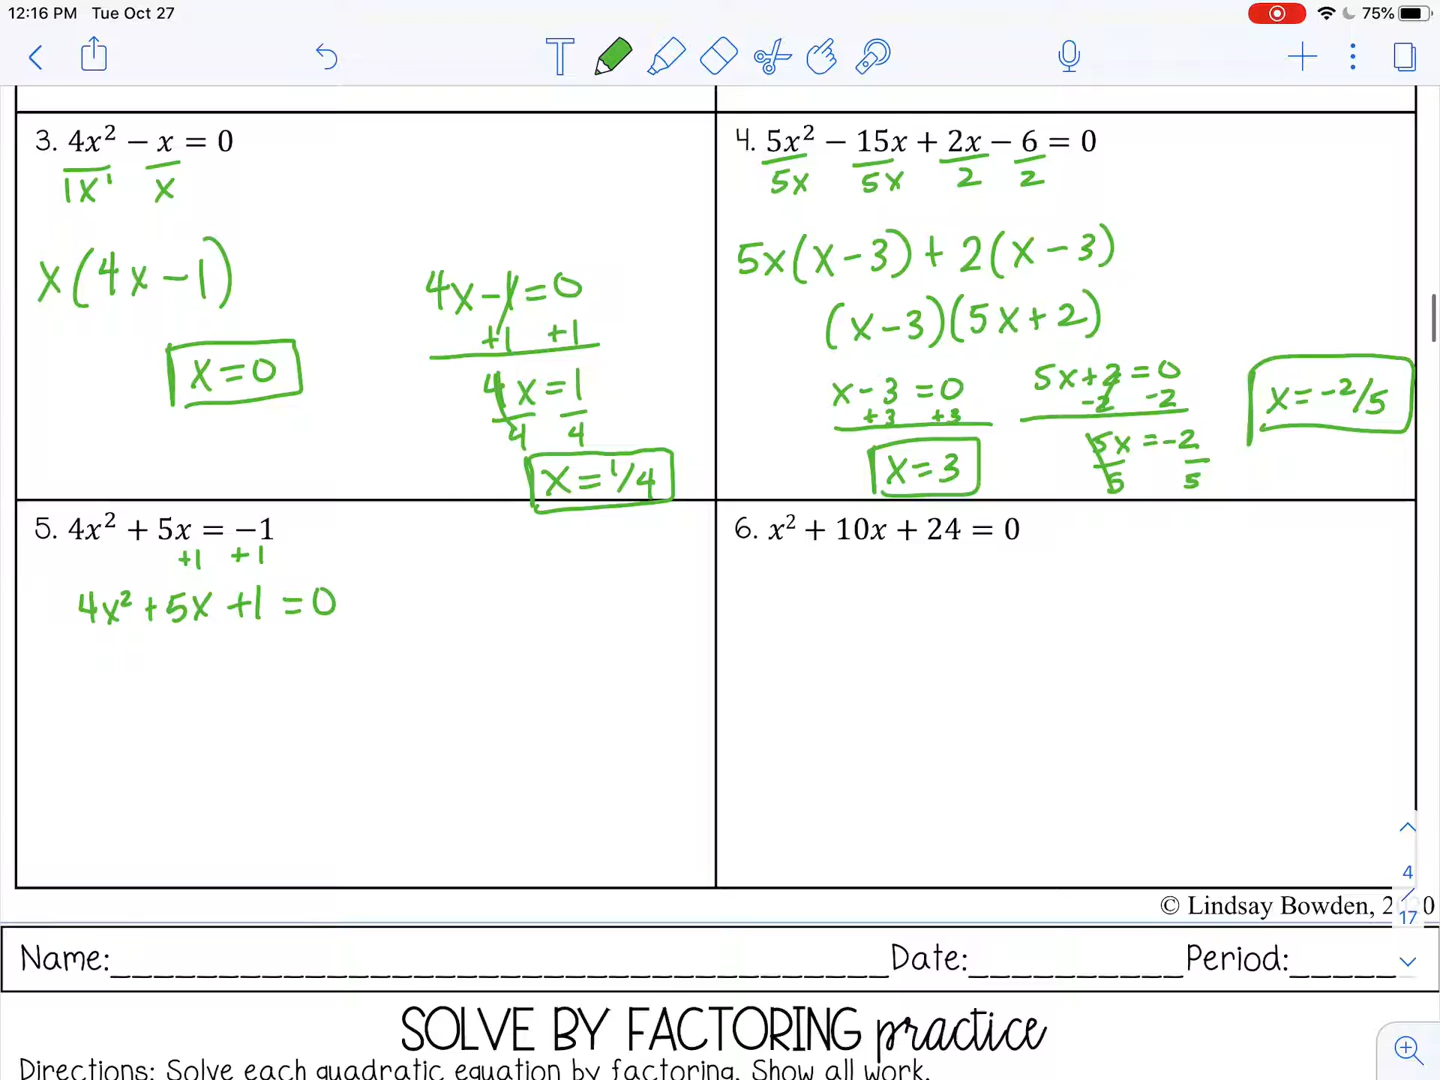 12:16 PM Tue Oct 27
75%
3. 4x² − x = 0
1x¹ x
x(4x − 1)
x = 0
4x − 1 = 0
+1 +1
4x = 1
4 4
x = 1/4
4. 5x² − 15x + 2x − 6 = 0
5x 5x 2 2
5x(x − 3) + 2(x − 3)
(x − 3)(5x + 2)
x − 3 = 0
+3 +3
x = 3
5x + 2 = 0
-2 -2
5x = -2
5 5
x = -2/5
5. 4x² + 5x = −1
+1 +1
4x² + 5x + 1 = 0
6. x² + 10x + 24 = 0
© Lindsay Bowden, 2020
4
/
17
Name:_____ Date:_____ Period:_____
SOLVE BY FACTORING practice
Directions: Solve each quadratic equation by factoring. Show all work.